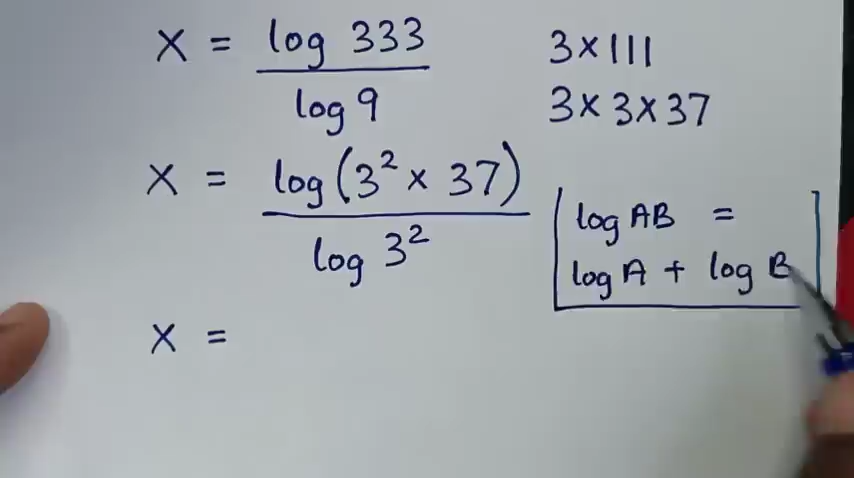 x = log 333 / log 9
3 x 111
3 x 3 x 37
x = log(3² x 37) / log 3²
log AB =
log A + log B
x =